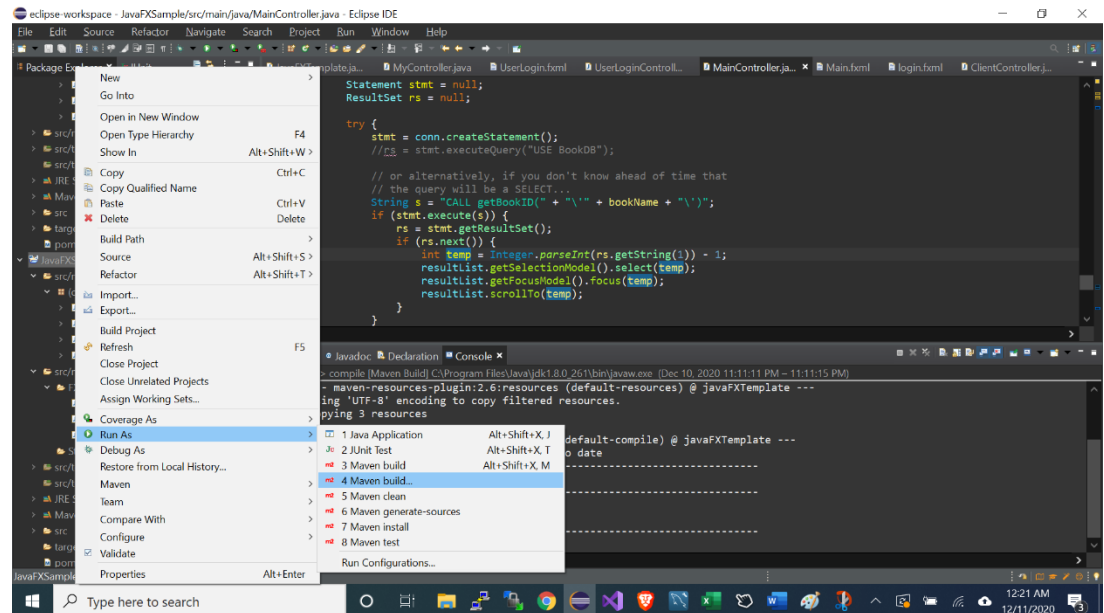 eclipse-workspace - JavaFXSample/src/main/java/MainController.java - Eclipse IDE
File Edit Source Refactor Navigate Search Project Run Window Help
MyController.java UserLogin.fxml UserLoginControll... MainController.ja... Main.fxml login.fxml ClientController.j...
New
Go Into
Open in New Window
Open Type Hierarchy F4
Show In Alt+Shift+W >
Copy Ctrl+C
Copy Qualified Name
Paste Ctrl+V
Delete Delete
Build Path
Source Alt+Shift+S >
Refactor Alt+Shift+T >
Import...
Export...
Build Project
Refresh F5
Close Project
Close Unrelated Projects
Assign Working Sets...
Coverage As
Run As
Debug As
Restore from Local History...
Maven
Team
Compare With
Configure
Validate
Properties Alt+Enter
1 Java Application Alt+Shift+X, J
2 JUnit Test Alt+Shift+X, T
3 Maven build Alt+Shift+X, M
4 Maven build...
5 Maven clean
6 Maven generate-sources
7 Maven install
8 Maven test
Run Configurations...
Statement stmt = null;
ResultSet rs = null;
try {
stmt = conn.createStatement();
//rs = stmt.executeQuery("USE BookDB");
// or alternatively, if you don't know ahead of time that
// the query will be a SELECT...
String s = "CALL getBookID(" + "\'" + bookName + "\')";
if (stmt.execute(s)) {
rs = stmt.getResultSet();
if (rs.next()) {
int temp = Integer.parseInt(rs.getString(1)) - 1;
resultList.getSelectionModel().select(temp);
resultList.getFocusModel().focus(temp);
resultList.scrollTo(temp);
}
}
Javadoc Declaration Console
compile [Maven Build] C:\Program Files\Java\jdk1.8.0_261\bin\javaw.exe (Dec 10, 2020 11:11:11 PM – 11:11:15 PM)
- maven-resources-plugin:2.6:resources (default-resources) @ javaFXTemplate ---
ing 'UTF-8' encoding to copy filtered resources.
pying 3 resources
default-compile) @ javaFXTemplate ---
o date
------------------------------------
------------------------------------
------------------------------------
Type here to search
12:21 AM
12/11/2020